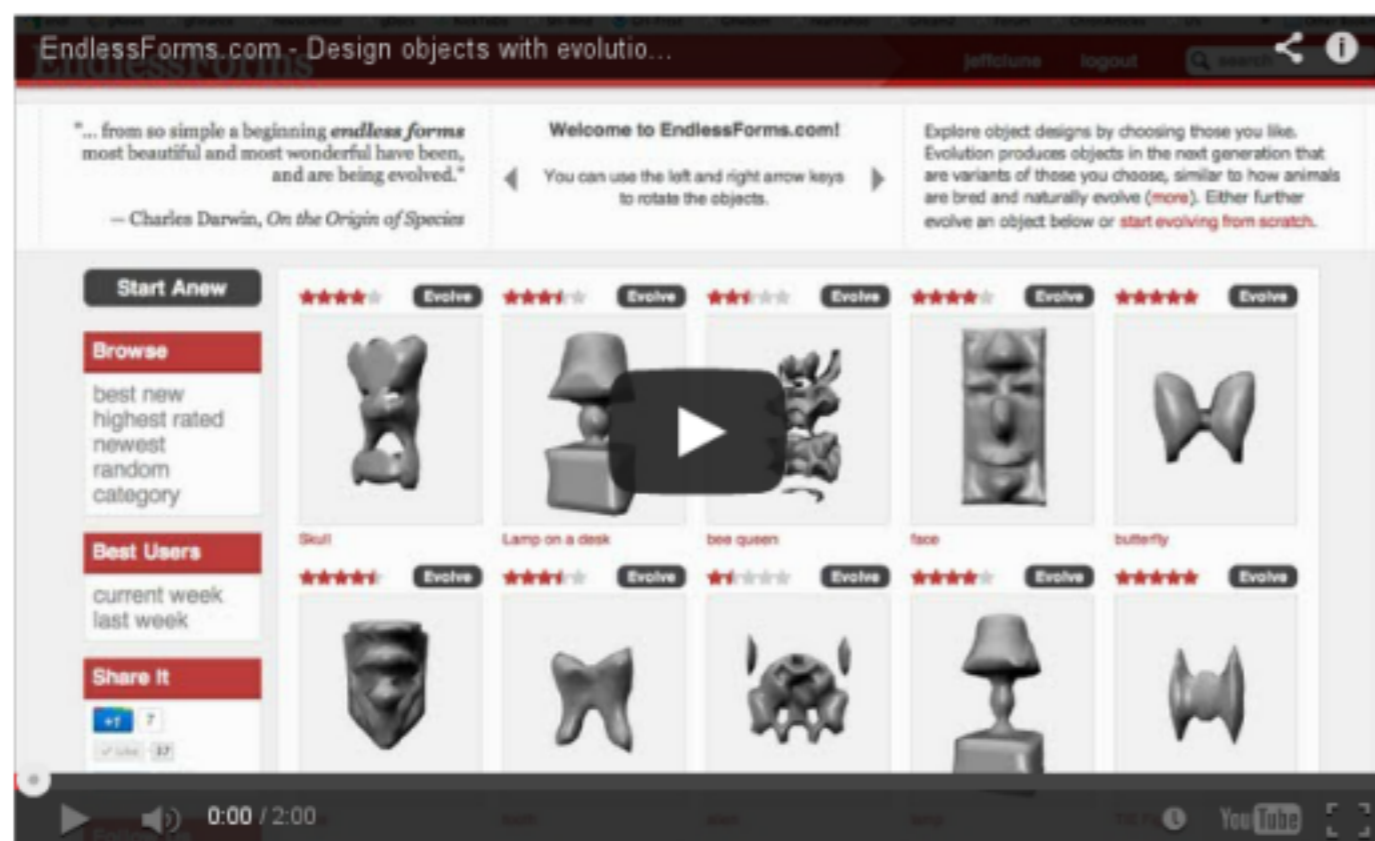 EndlessForms.com - Design objects with evolutio...
EndlessForms
jeffclune logout search
"... from so simple a beginning endless forms
most beautiful and most wonderful have been,
and are being evolved."
— Charles Darwin, On the Origin of Species
Welcome to EndlessForms.com!
You can use the left and right arrow keys
to rotate the objects.
Explore object designs by choosing those you like.
Evolution produces objects in the next generation that
are variants of those you choose, similar to how animals
are bred and naturally evolve (more). Either further
evolve an object below or start evolving from scratch.
Start Anew
Browse
best new
highest rated
newest
random
category
Best Users
current week
last week
Share It
+1 7
Like 37
Evolve Evolve Evolve Evolve Evolve
Skull Lamp on a desk bee queen face butterfly
Evolve Evolve Evolve Evolve Evolve
0:00 / 2:00
YouTube